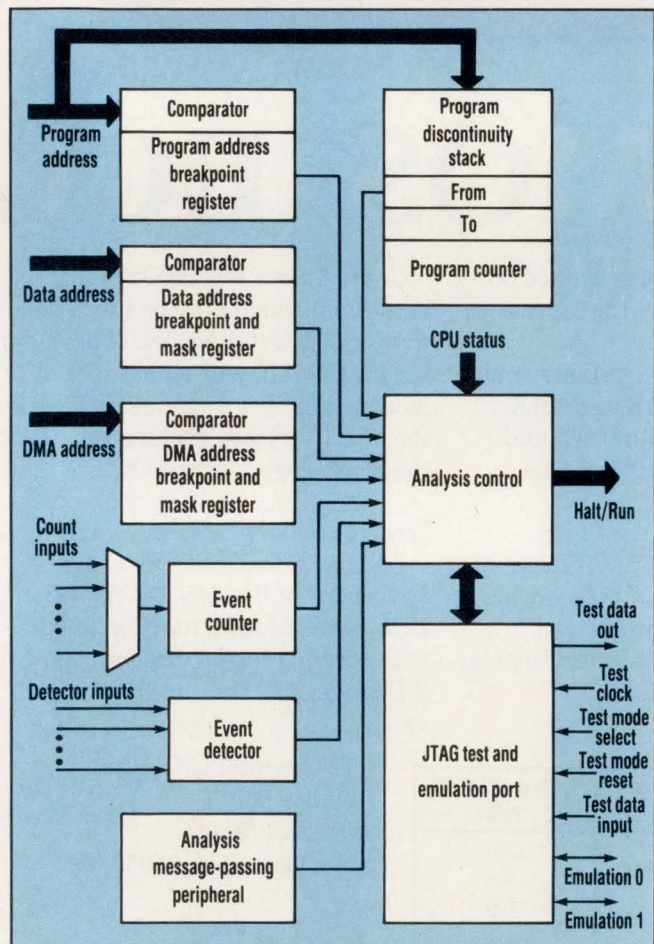 Program
address
Comparator
Program address
breakpoint
register
Program
discontinuity
stack
From
To
Program counter
Data address
Comparator
Data address
breakpoint and
mask register
CPU status
DMA address
Comparator
DMA address
breakpoint and
mask register
Analysis control
Halt/Run
Count
inputs
Event
counter
Detector inputs
Event
detector
Analysis
message-passing
peripheral
JTAG test and
emulation port
Test data
out
Test
clock
Test mode
select
Test mode
reset
Test data
input
Emulation 0
Emulation 1